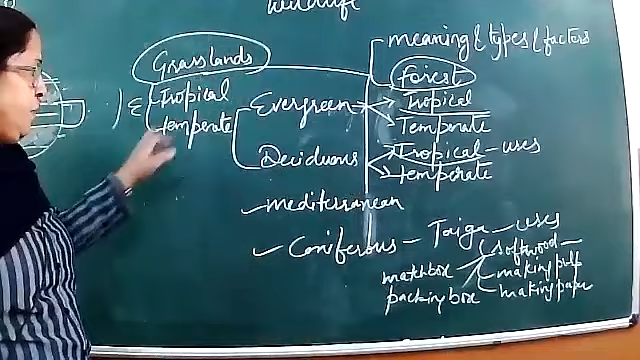 Wildlife
meaning & types & factors
Grasslands
Forest
Tropical
Temperate
Evergreen → Tropical
Temperate
Deciduous → Tropical - uses
Temperate
✓ mediterranean
✓ Coniferous - Taiga - uses
softwood -
matchbox
making pulp
packing box
making paper